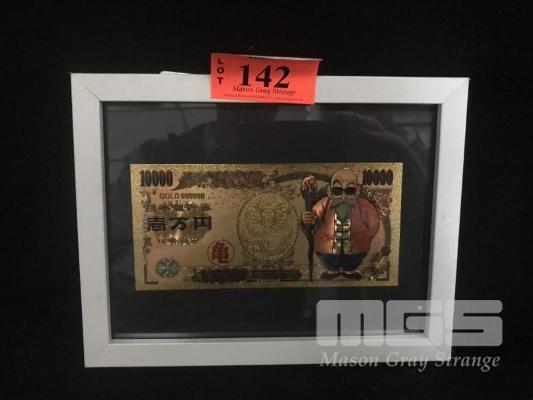 LOT
142
Mason Gray Strange
10000
10000
GOLD 999999
壱万円
亀
MGS
Mason Gray Strange